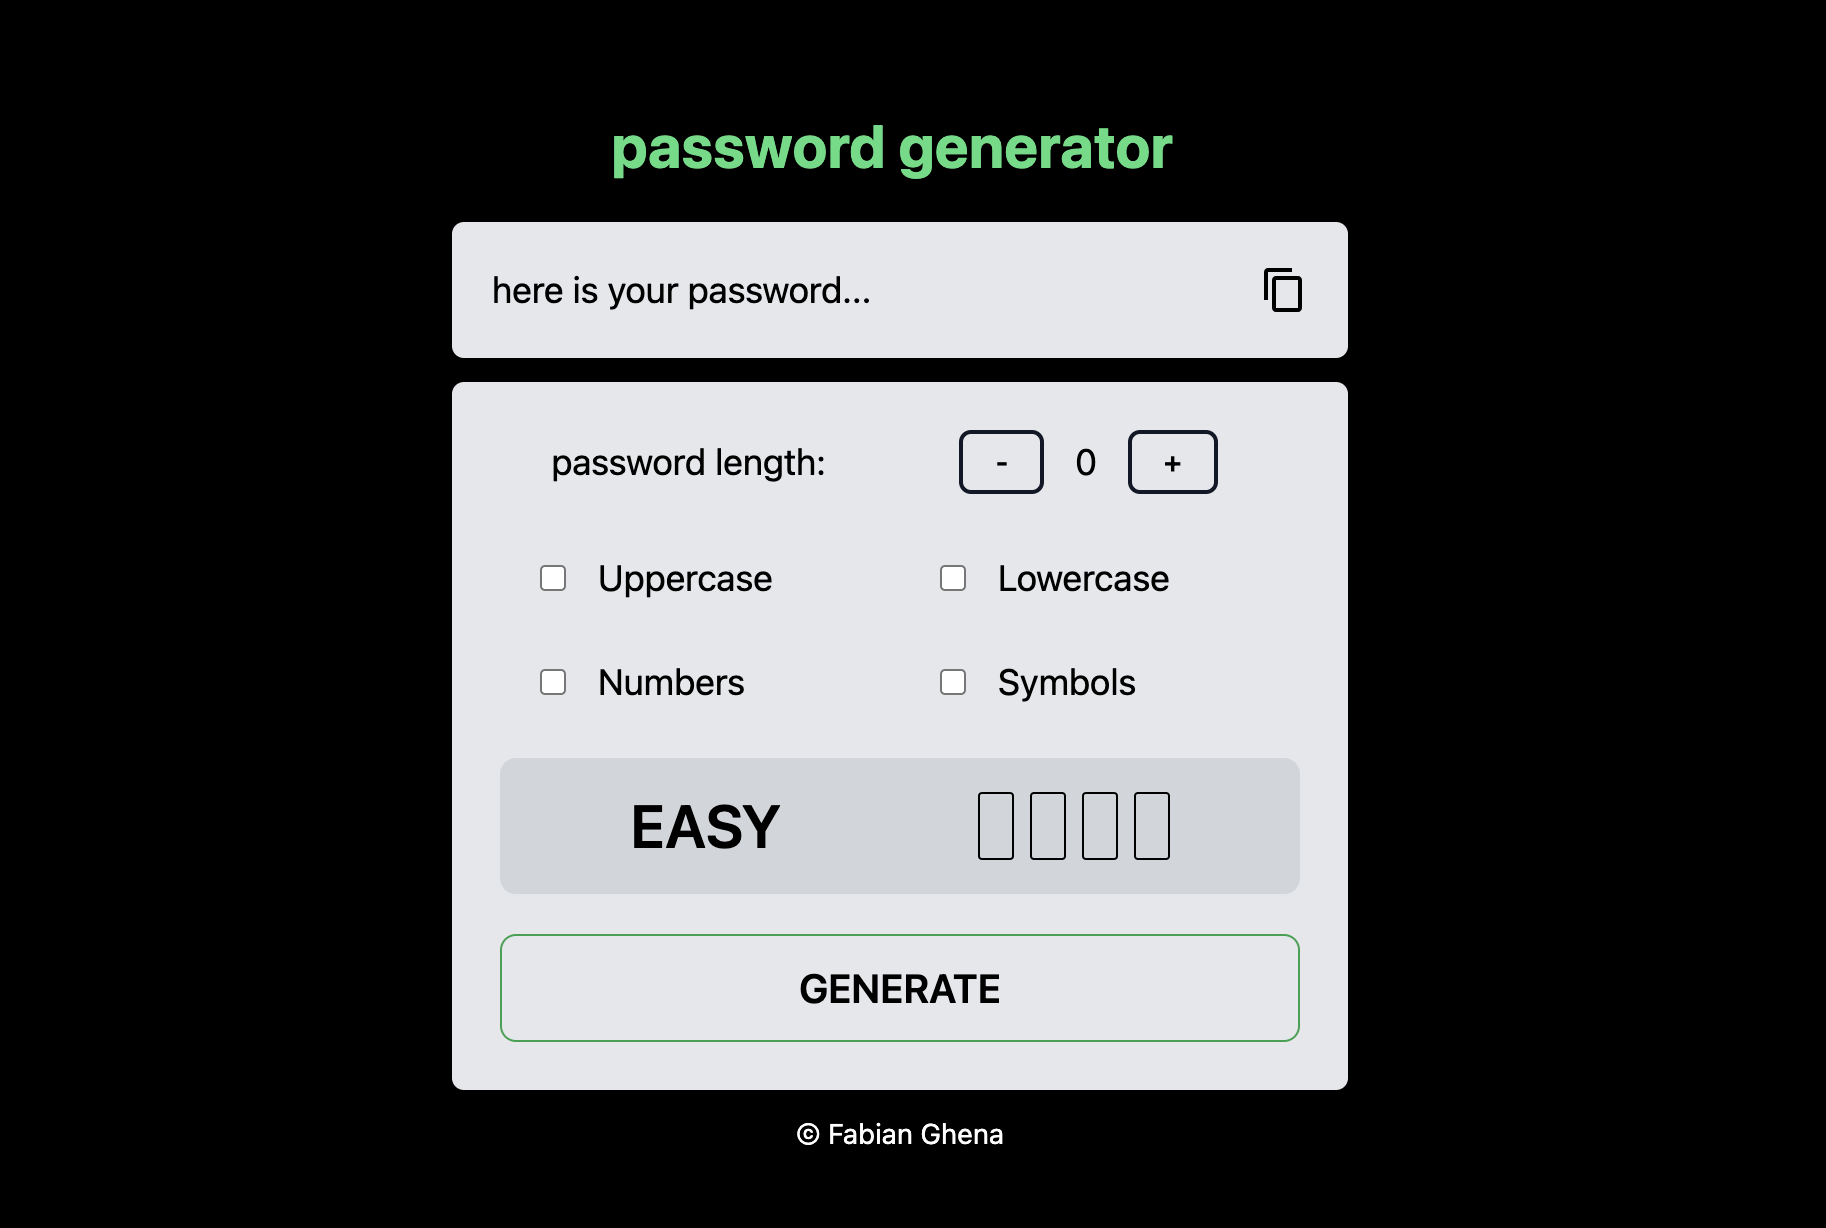 password generator
here is your password...
password length: - 0 +
Uppercase Lowercase
Numbers Symbols
EASY
GENERATE
© Fabian Ghena